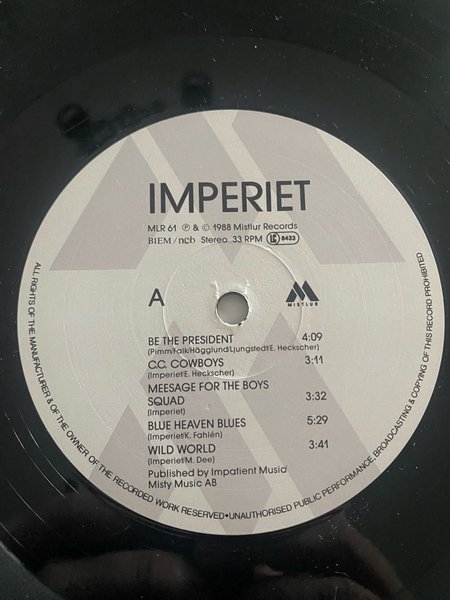 IMPERIET
MLR 61 ℗ & © 1988 Mistlur Records
BIEM/ncb Stereo 33 RPM LC 8433
A
MISTLUR
BE THE PRESIDENT 4:09
(Pimm/Falk/Hägglund/Ljungstedt/E. Heckscher)
C.C. COWBOYS 3:11
(Imperiet/E. Heckscher)
MEESAGE FOR THE BOYS
SQUAD 3:32
(Imperiet)
BLUE HEAVEN BLUES 5:29
(Imperiet/K. Fahlén)
WILD WORLD 3:41
(Imperiet/M. Dee)
Published by Impatient Musid
Misty Music AB
ALL RIGHTS OF THE MANUFACTURER & OF THE OWNER OF THE RECORDED WORK RESERVED • UNAUTHORISED PUBLIC PERFORMANCE, BROADCASTING & COPYING OF THIS RECORD PROHIBITED